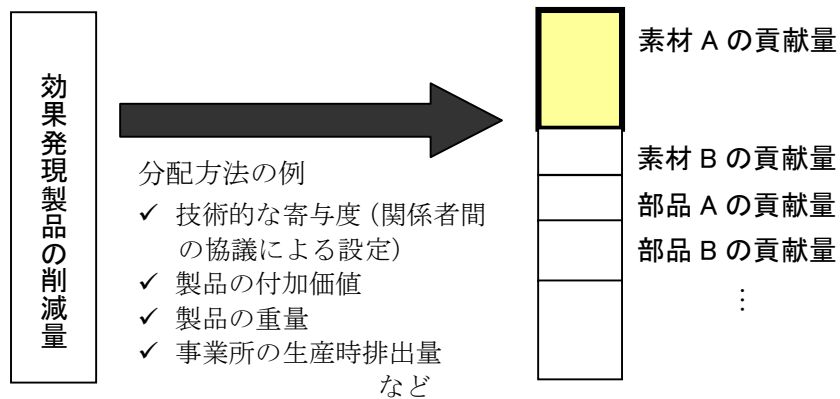 効果発現製品の削減量
分配方法の例
✓ 技術的な寄与度（関係者間
の協議による設定）
✓ 製品の付加価値
✓ 製品の重量
✓ 事業所の生産時排出量
など
素材 A の貢献量
素材 B の貢献量
部品 A の貢献量
部品 B の貢献量
⋮